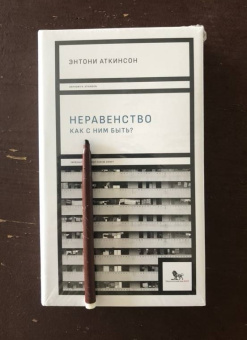 ЭНТОНИ АТКИНСОН
НЕРАВЕНСТВО
КАК С НИМ БЫТЬ?